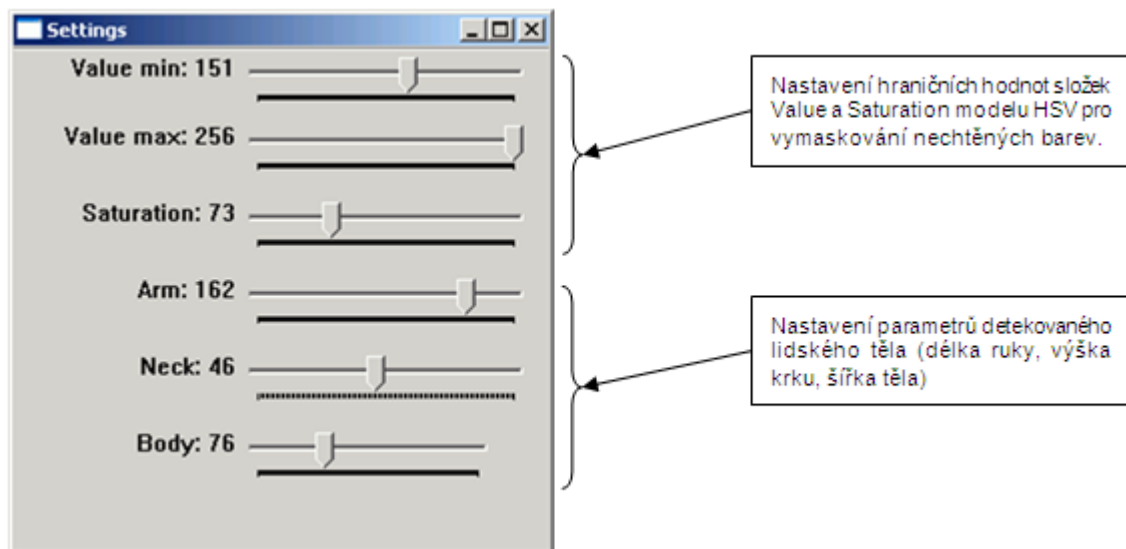 Settings
Value min: 151
Value max: 256
Saturation: 73
Arm: 162
Neck: 46
Body: 76
Nastavení hraničních hodnot složek
Value a Saturation modelu HSV pro
vymaskování nechtěných barev.
Nastavení parametrů detekovaného
lidského těla (délka ruky, výška
krku, šířka těla)